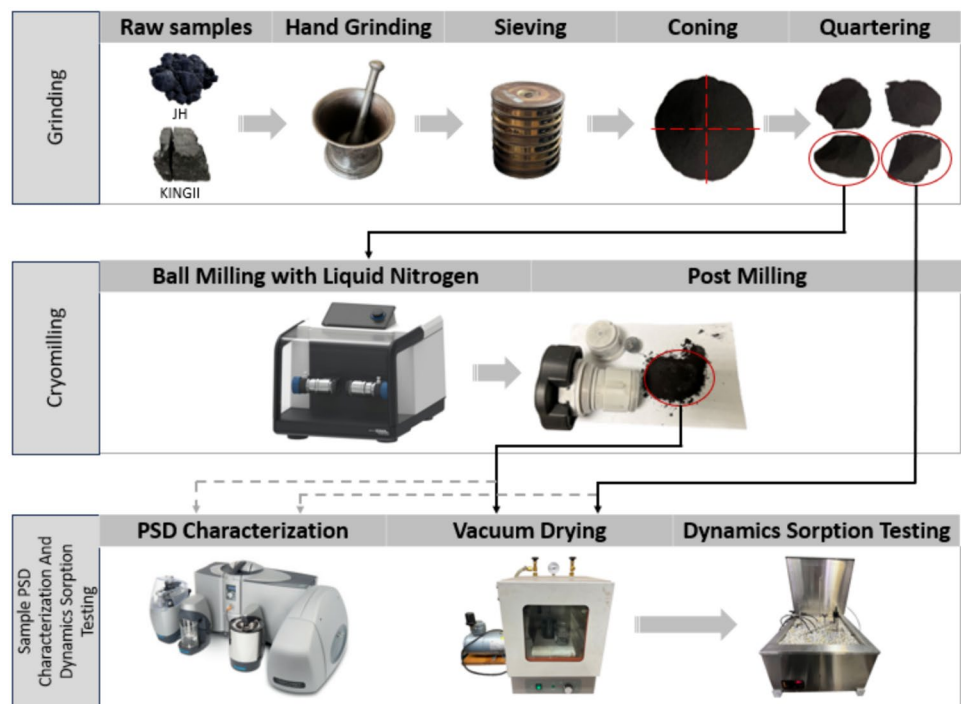 Grinding
Raw samples
Hand Grinding
Sieving
Coning
Quartering
JH
KINGII
Cryomilling
Ball Milling with Liquid Nitrogen
Post Milling
Sample PSD
Characterization And
Dynamics Sorption
Testing
PSD Characterization
Vacuum Drying
Dynamics Sorption Testing